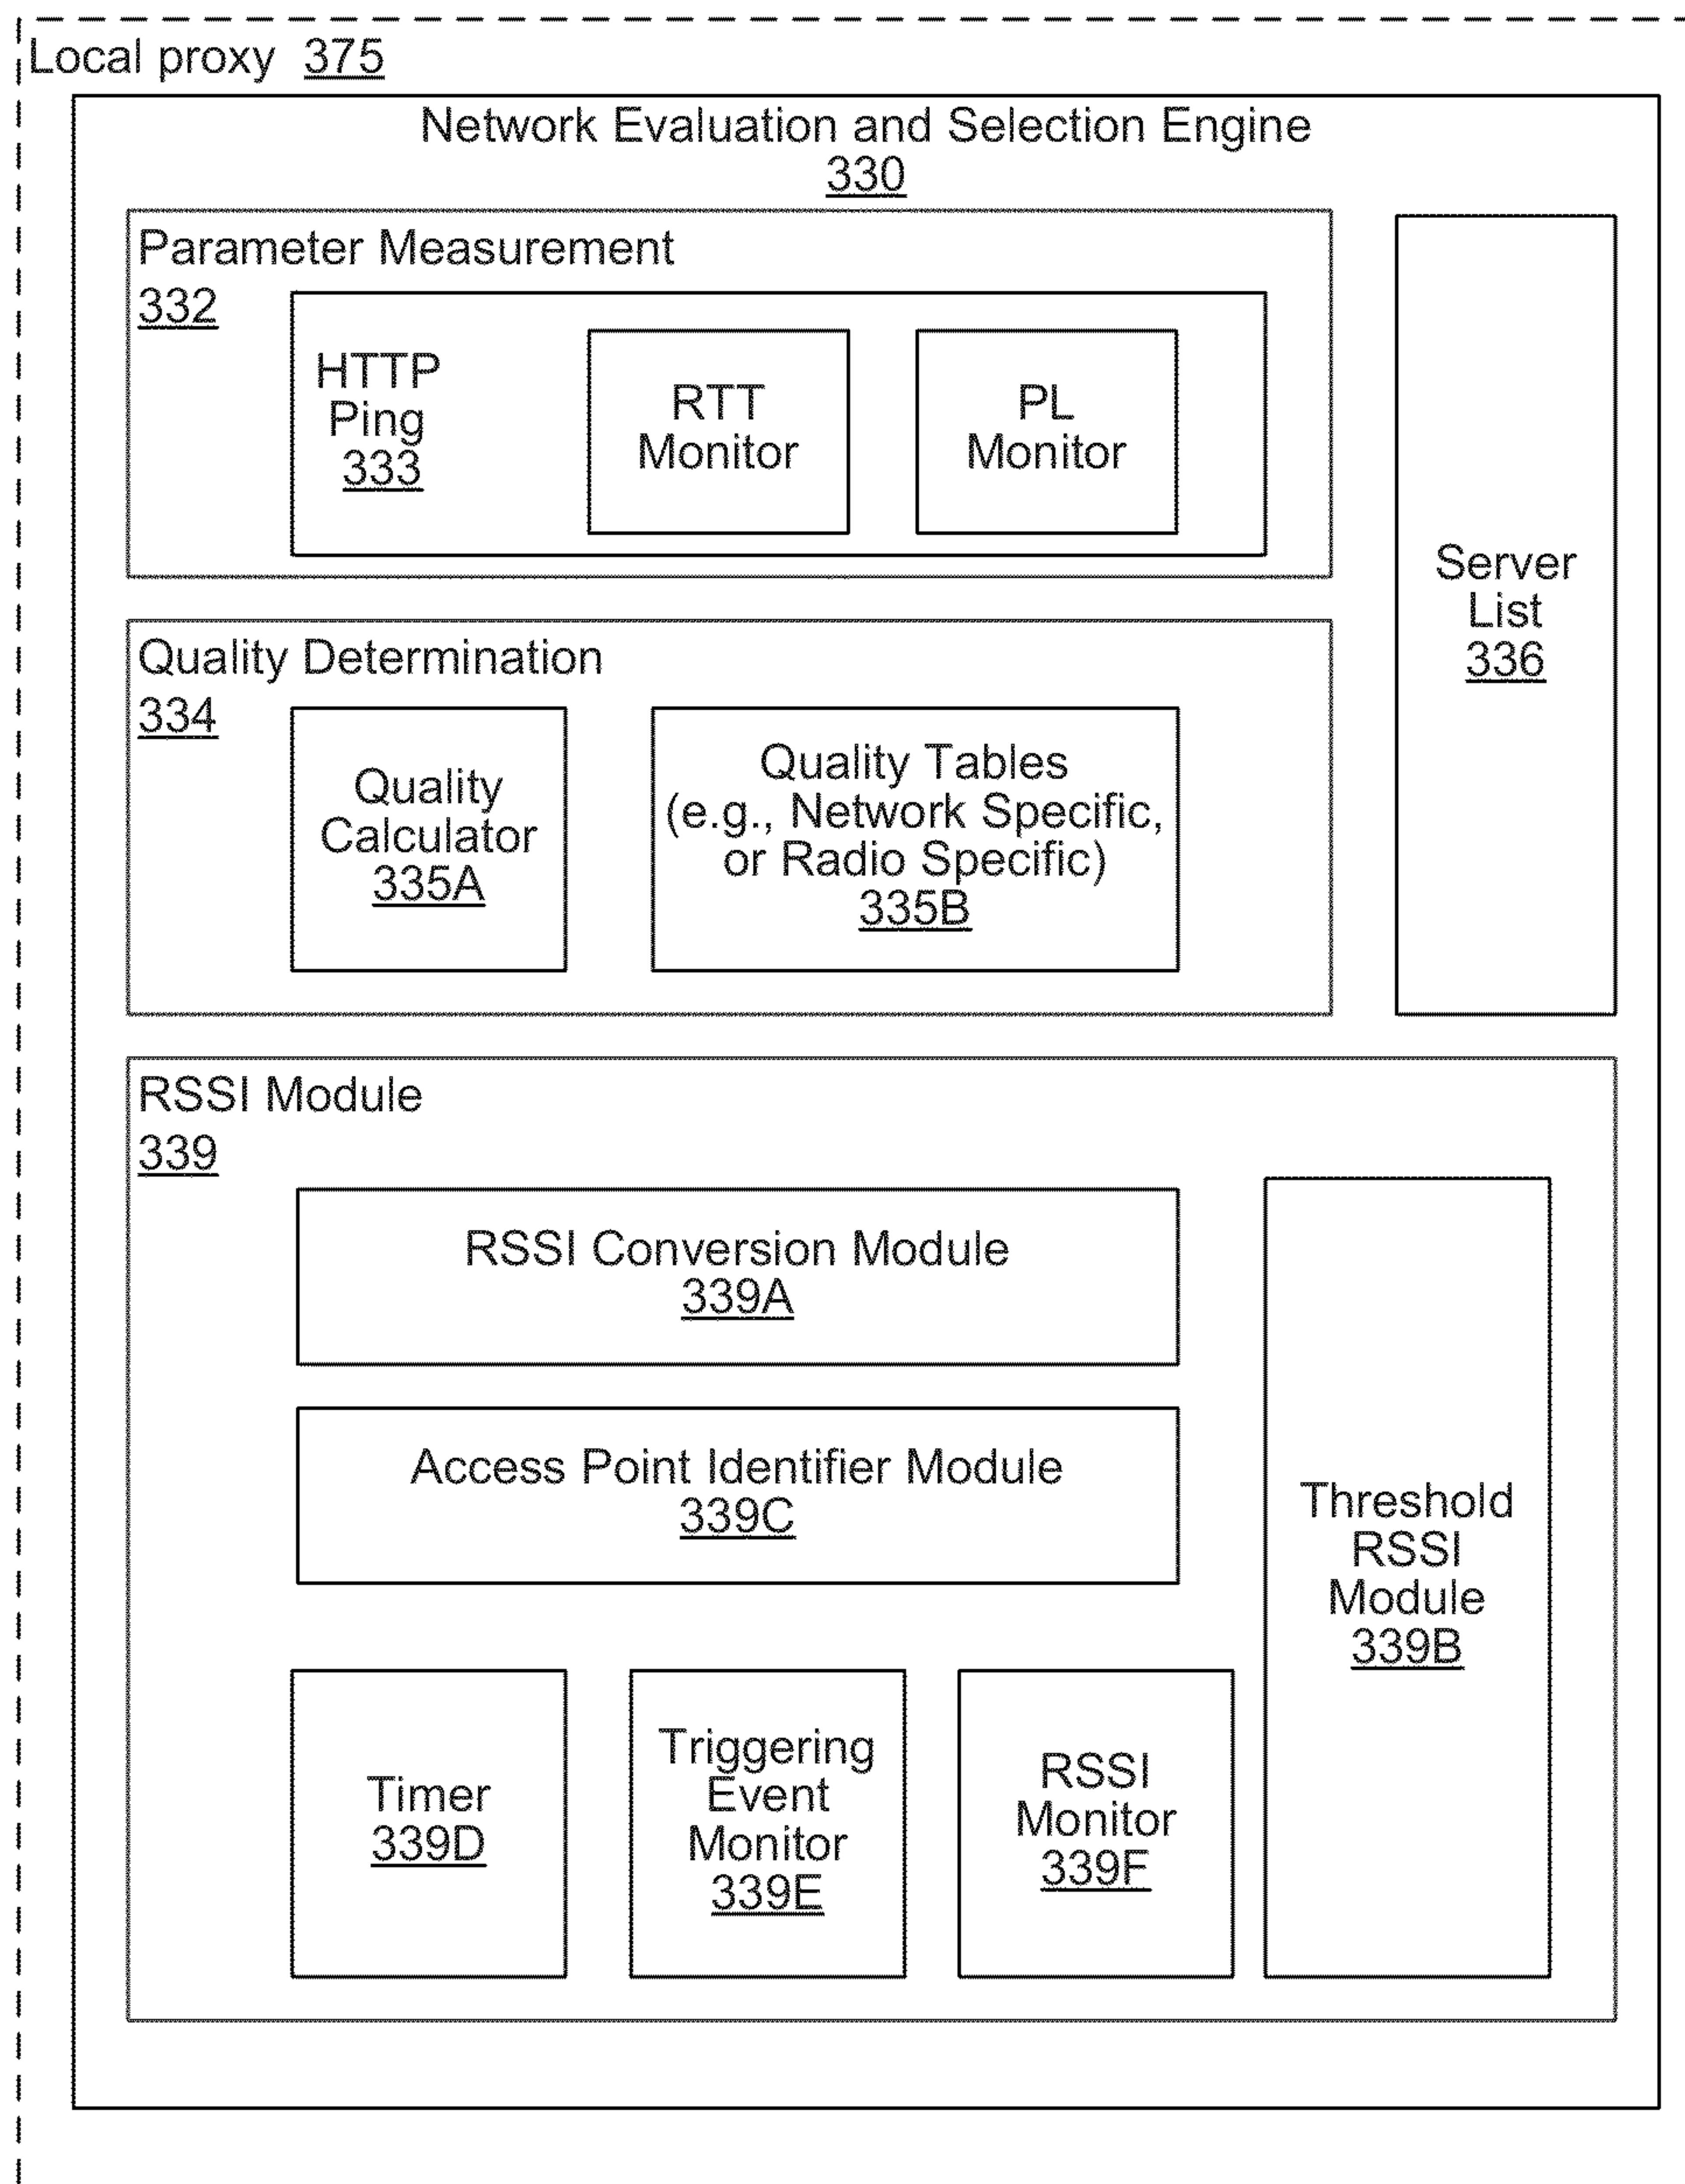 Local proxy 375
Network Evaluation and Selection Engine
330
Parameter Measurement
332
HTTP
Ping
333
RTT
Monitor
PL
Monitor
Server
List
336
Quality Determination
334
Quality
Calculator
335A
Quality Tables
(e.g., Network Specific,
or Radio Specific)
335B
RSSI Module
339
RSSI Conversion Module
339A
Access Point Identifier Module
339C
Threshold
RSSI
Module
339B
Timer
339D
Triggering
Event
Monitor
339E
RSSI
Monitor
339F